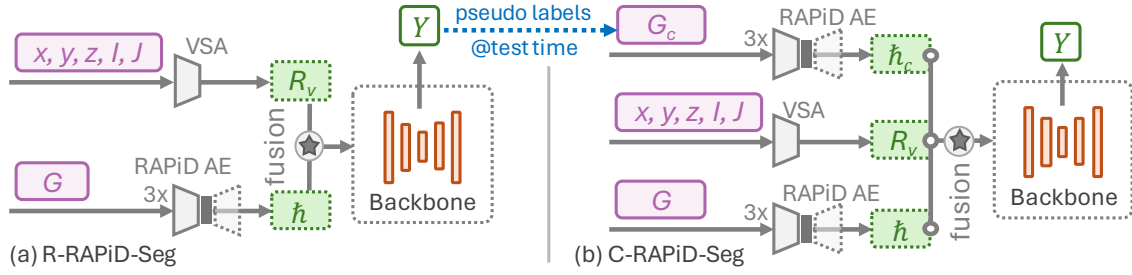 x, y, z, I, J
VSA
R_v
fusion
G
3x
RAPiD AE
ħ
Y
Backbone
(a) R-RAPiD-Seg
pseudo labels
@test time
G_c
3x
RAPiD AE
ħ_c
x, y, z, I, J
VSA
R_v
G
3x
RAPiD AE
ħ
fusion
Y
Backbone
(b) C-RAPiD-Seg